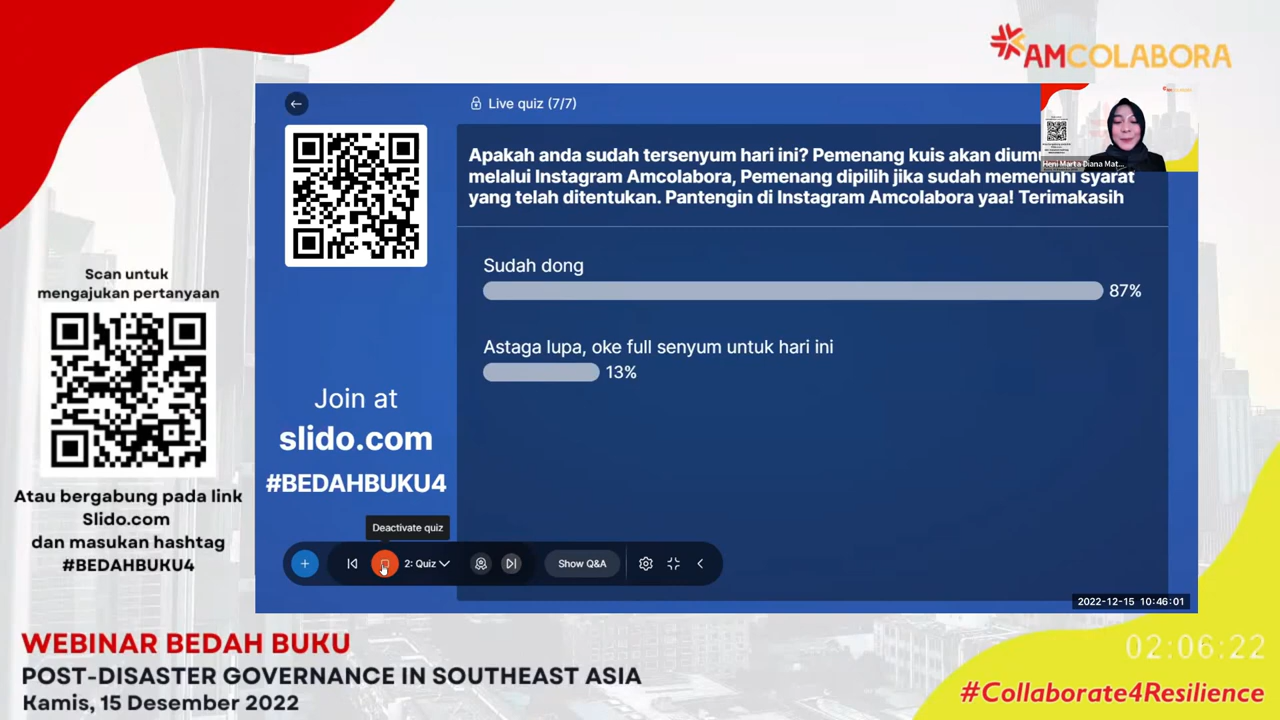 AMCOLABORA
Live quiz (7/7)
Apakah anda sudah tersenyum hari ini? Pemenang kuis akan
melalui Instagram Amcolabora, Pemenang dipilih jika sudah memenuhi syarat
yang telah ditentukan. Pantengin di Instagram Amcolabora yaa! Terimakasih
Heni Marta Diana Mat...
Sudah dong
87%
Astaga lupa, oke full senyum untuk hari ini
13%
Join at
slido.com
#BEDAHBUKU4
Deactivate quiz
2: Quiz
Show Q&A
2022-12-15 10:46:01
Scan untuk
mengajukan pertanyaan
Atau bergabung pada link
Slido.com
dan masukan hashtag
#BEDAHBUKU4
WEBINAR BEDAH BUKU
POST-DISASTER GOVERNANCE IN SOUTHEAST ASIA
Kamis, 15 Desember 2022
02:06:22
#Collaborate4Resilience